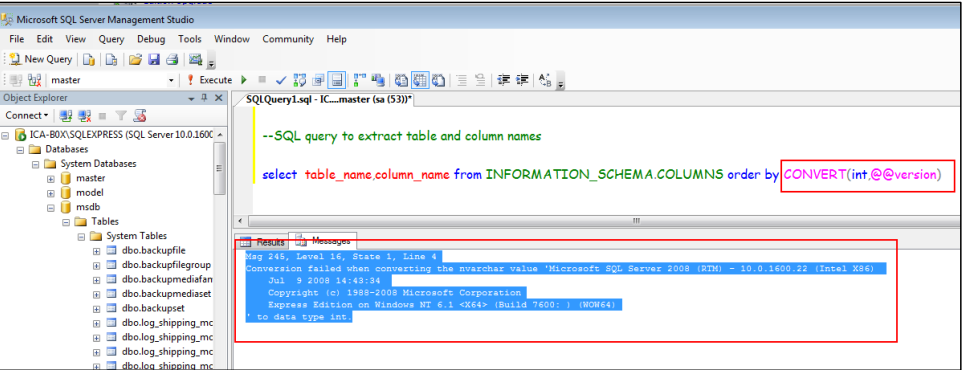 Microsoft SQL Server Management Studio
File Edit View Query Debug Tools Window Community Help
New Query
master Execute
Object Explorer
SQLQuery1.sql - IC....master (sa (53))*
Connect
ICA-B0X\SQLEXPRESS (SQL Server 10.0.1600
Databases
System Databases
master
model
msdb
Tables
System Tables
dbo.backupfile
dbo.backupfilegroup
dbo.backupmediafan
dbo.backupmediaset
dbo.backupset
dbo.log_shipping_mc
dbo.log_shipping_mc
dbo.log_shipping_mc
dbo.log_shipping_mc
--SQL query to extract table and column names
select table_name,column_name from INFORMATION_SCHEMA.COLUMNS order by CONVERT(int,@@version)
Results Messages
Msg 245, Level 16, State 1, Line 4
Conversion failed when converting the nvarchar value 'Microsoft SQL Server 2008 (RTM) - 10.0.1600.22 (Intel X86)
Jul 9 2008 14:43:34
Copyright (c) 1988-2008 Microsoft Corporation
Express Edition on Windows NT 6.1 <X64> (Build 7600: ) (WOW64)
' to data type int.